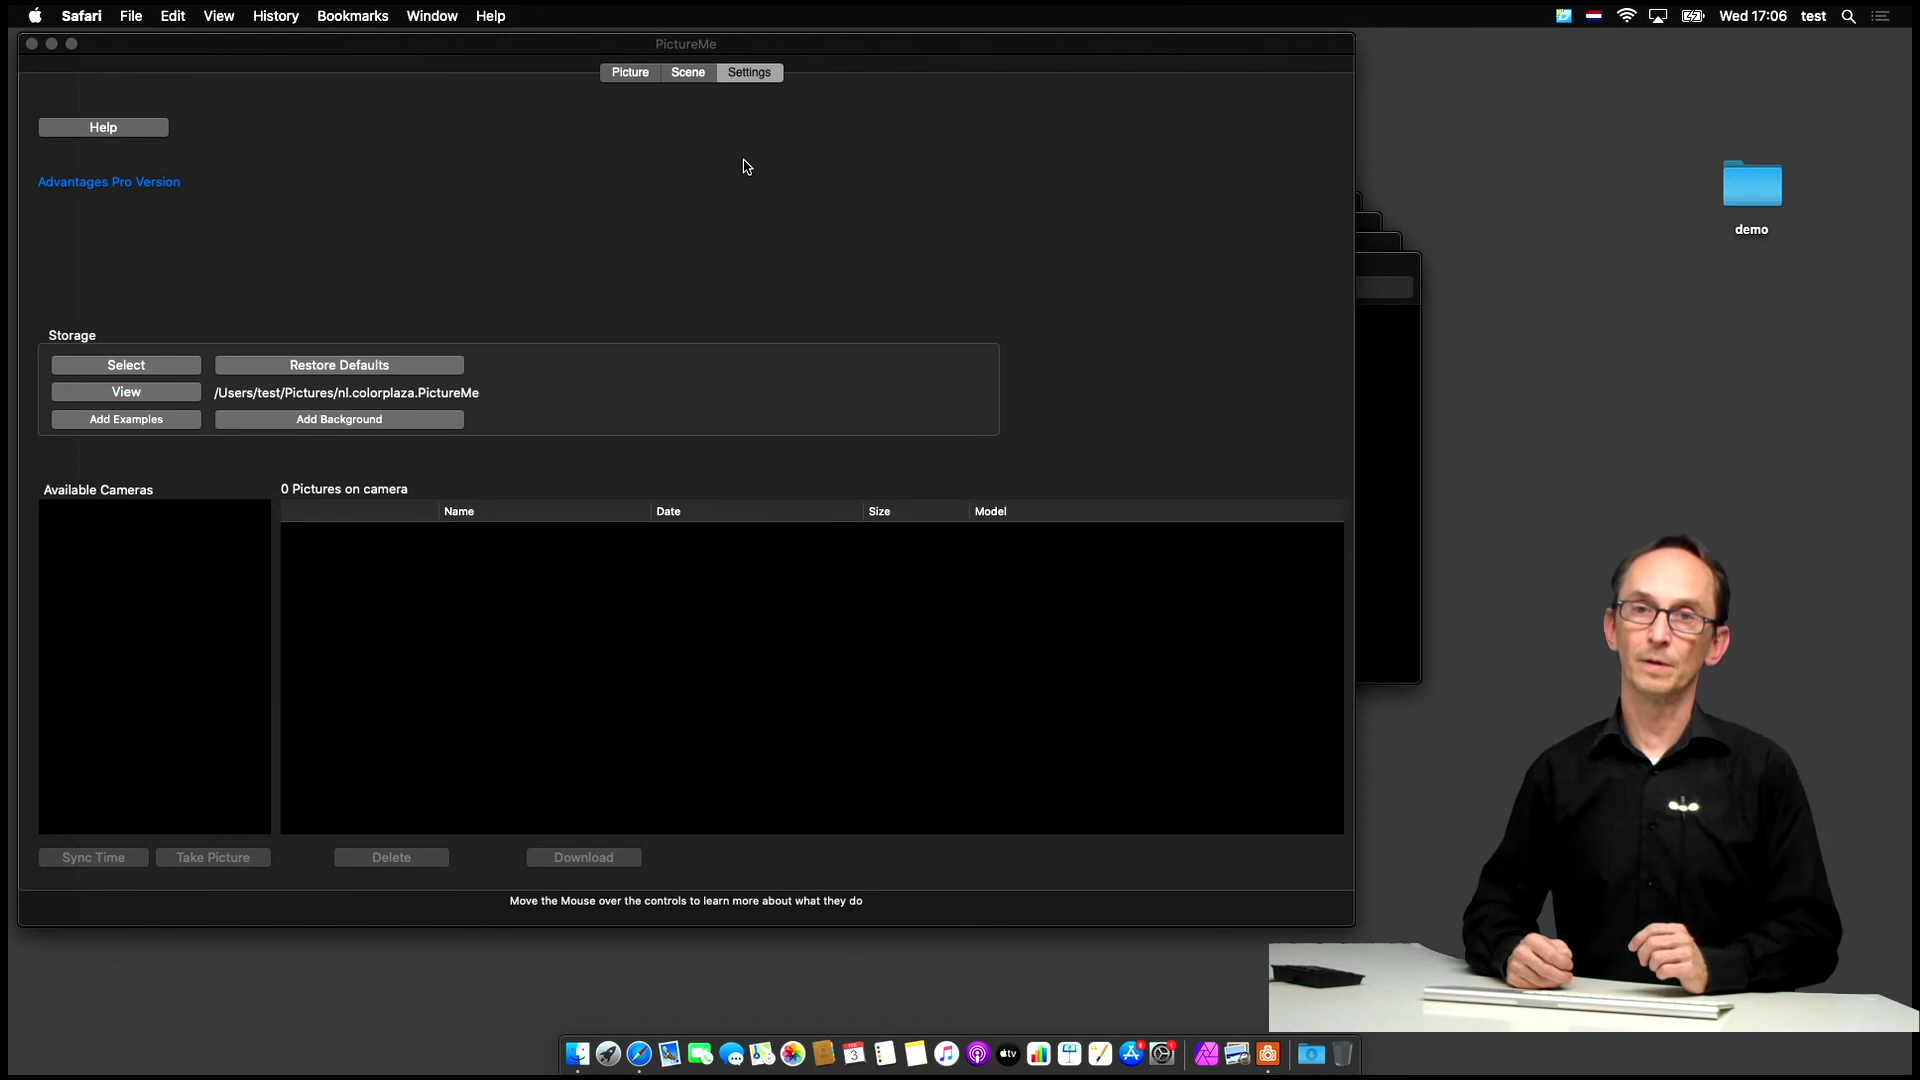 Safari File Edit View History Bookmarks Window Help Wed 17:06 test
PictureMe
Picture Scene Settings
Help
Advantages Pro Version
demo
Storage
Select Restore Defaults
View /Users/test/Pictures/nl.colorplaza.PictureMe
Add Examples Add Background
Available Cameras 0 Pictures on camera
Name Date Size Model
Sync Time Take Picture Delete Download
Move the Mouse over the controls to learn more about what they do
3
tv